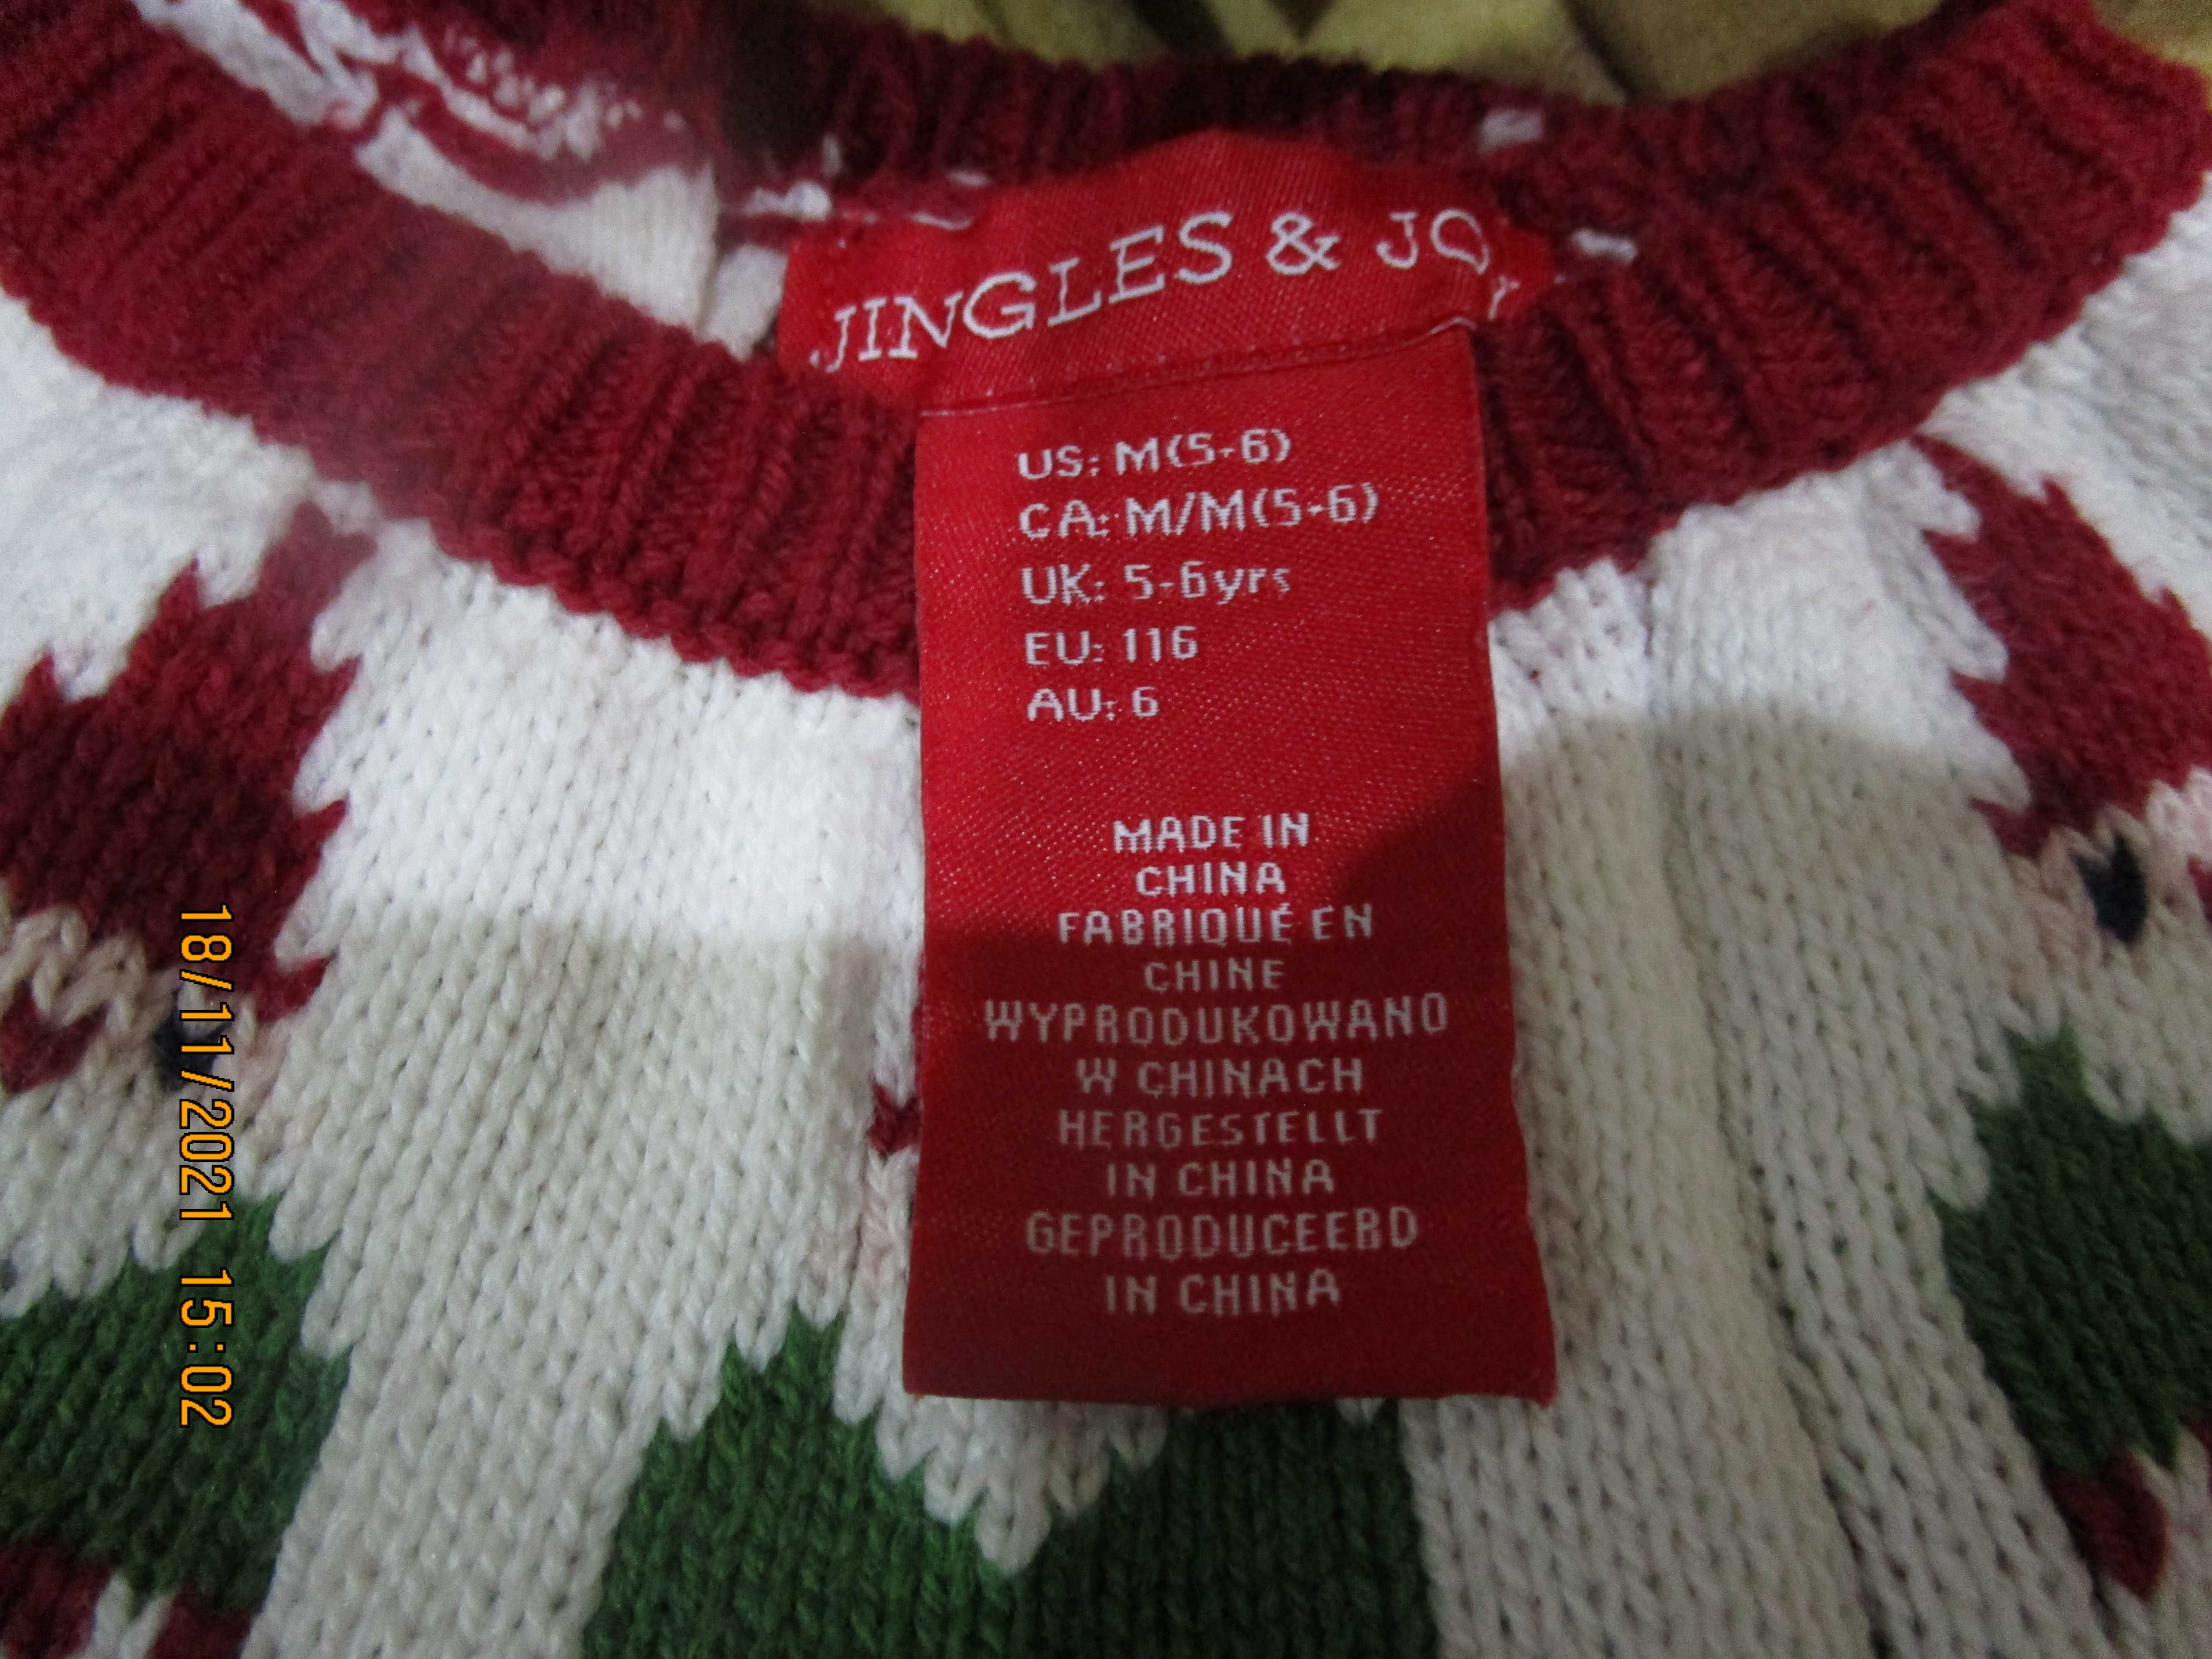 JINGLES & JOY
US: M(5-6)
CA: M/M(5-6)
UK: 5-6yrs
EU: 116
AU: 6
MADE IN
CHINA
FABRIQUÉ EN
CHINE
WYPRODUKOWANO
W CHINACH
HERGESTELLT
IN CHINA
GEPRODUCEERD
IN CHINA
18/11/2021 15:02